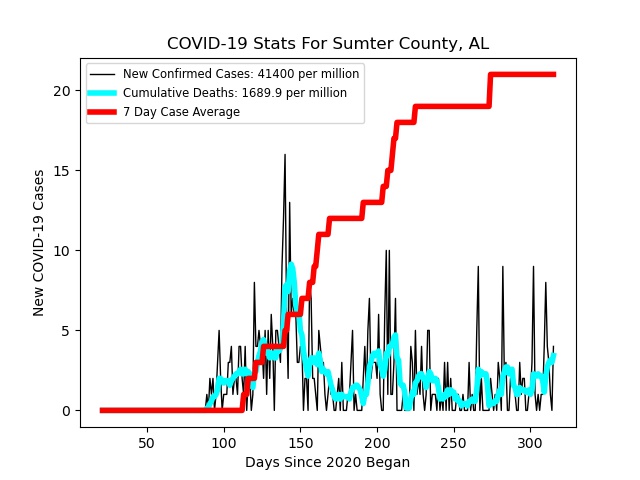 COVID-19 Stats For Sumter County, AL
New Confirmed Cases: 41400 per million
Cumulative Deaths: 1689.9 per million
7 Day Case Average
New COVID-19 Cases
20
15
10
5
0
50 100 150 200 250 300
Days Since 2020 Began